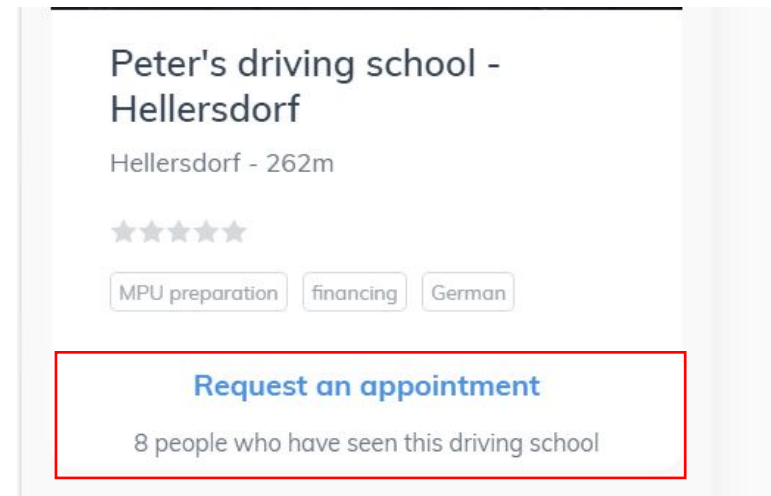 Peter's driving school -
Hellersdorf
Hellersdorf - 262m
MPU preparation financing German
Request an appointment
8 people who have seen this driving school